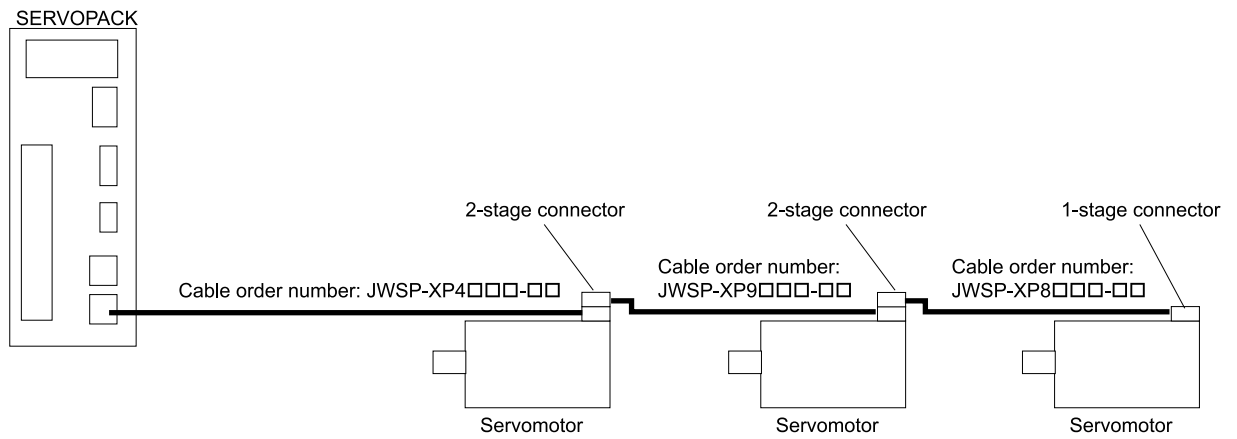 SERVOPACK
2-stage connector
2-stage connector
1-stage connector
Cable order number: JWSP-XP4□□□-□□
Cable order number:
JWSP-XP9□□□-□□
Cable order number:
JWSP-XP8□□□-□□
Servomotor
Servomotor
Servomotor